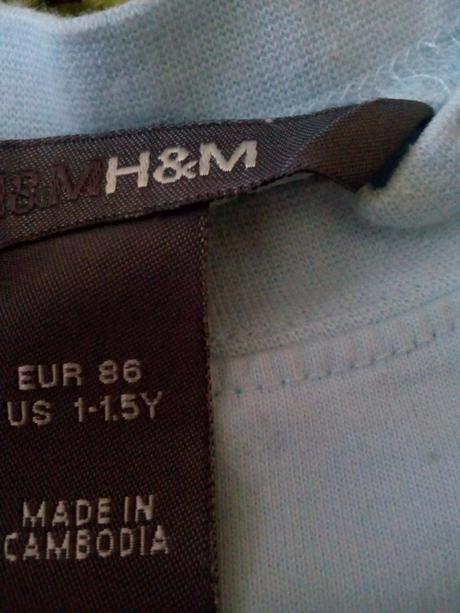 &M H&M
EUR 86
US 1-1.5Y
MADE IN
CAMBODIA